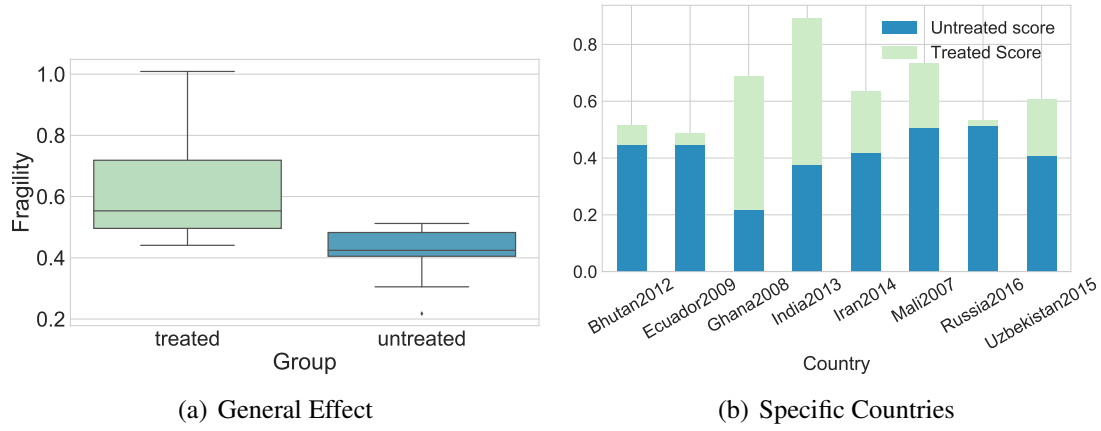 1.0
0.8
0.6
0.4
0.2
Fragility
treated
untreated
Group
(a) General Effect
Untreated score
Treated Score
0.8
0.6
0.4
0.2
0.0
Bhutan2012
Ecuador2009
Ghana2008
India2013
Iran2014
Mali2007
Russia2016
Uzbekistan2015
Country
(b) Specific Countries